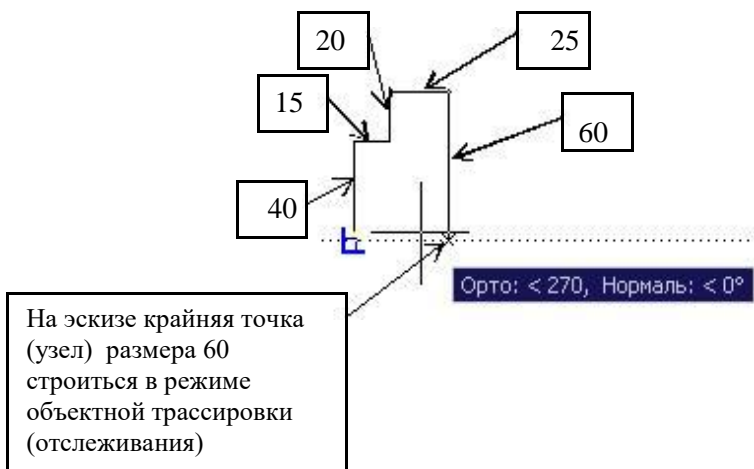 20
25
15
60
40
Орто: < 270, Нормаль: < 0°
На эскизе крайняя точка
(узел) размера 60
строиться в режиме
объектной трассировки
(отслеживания)